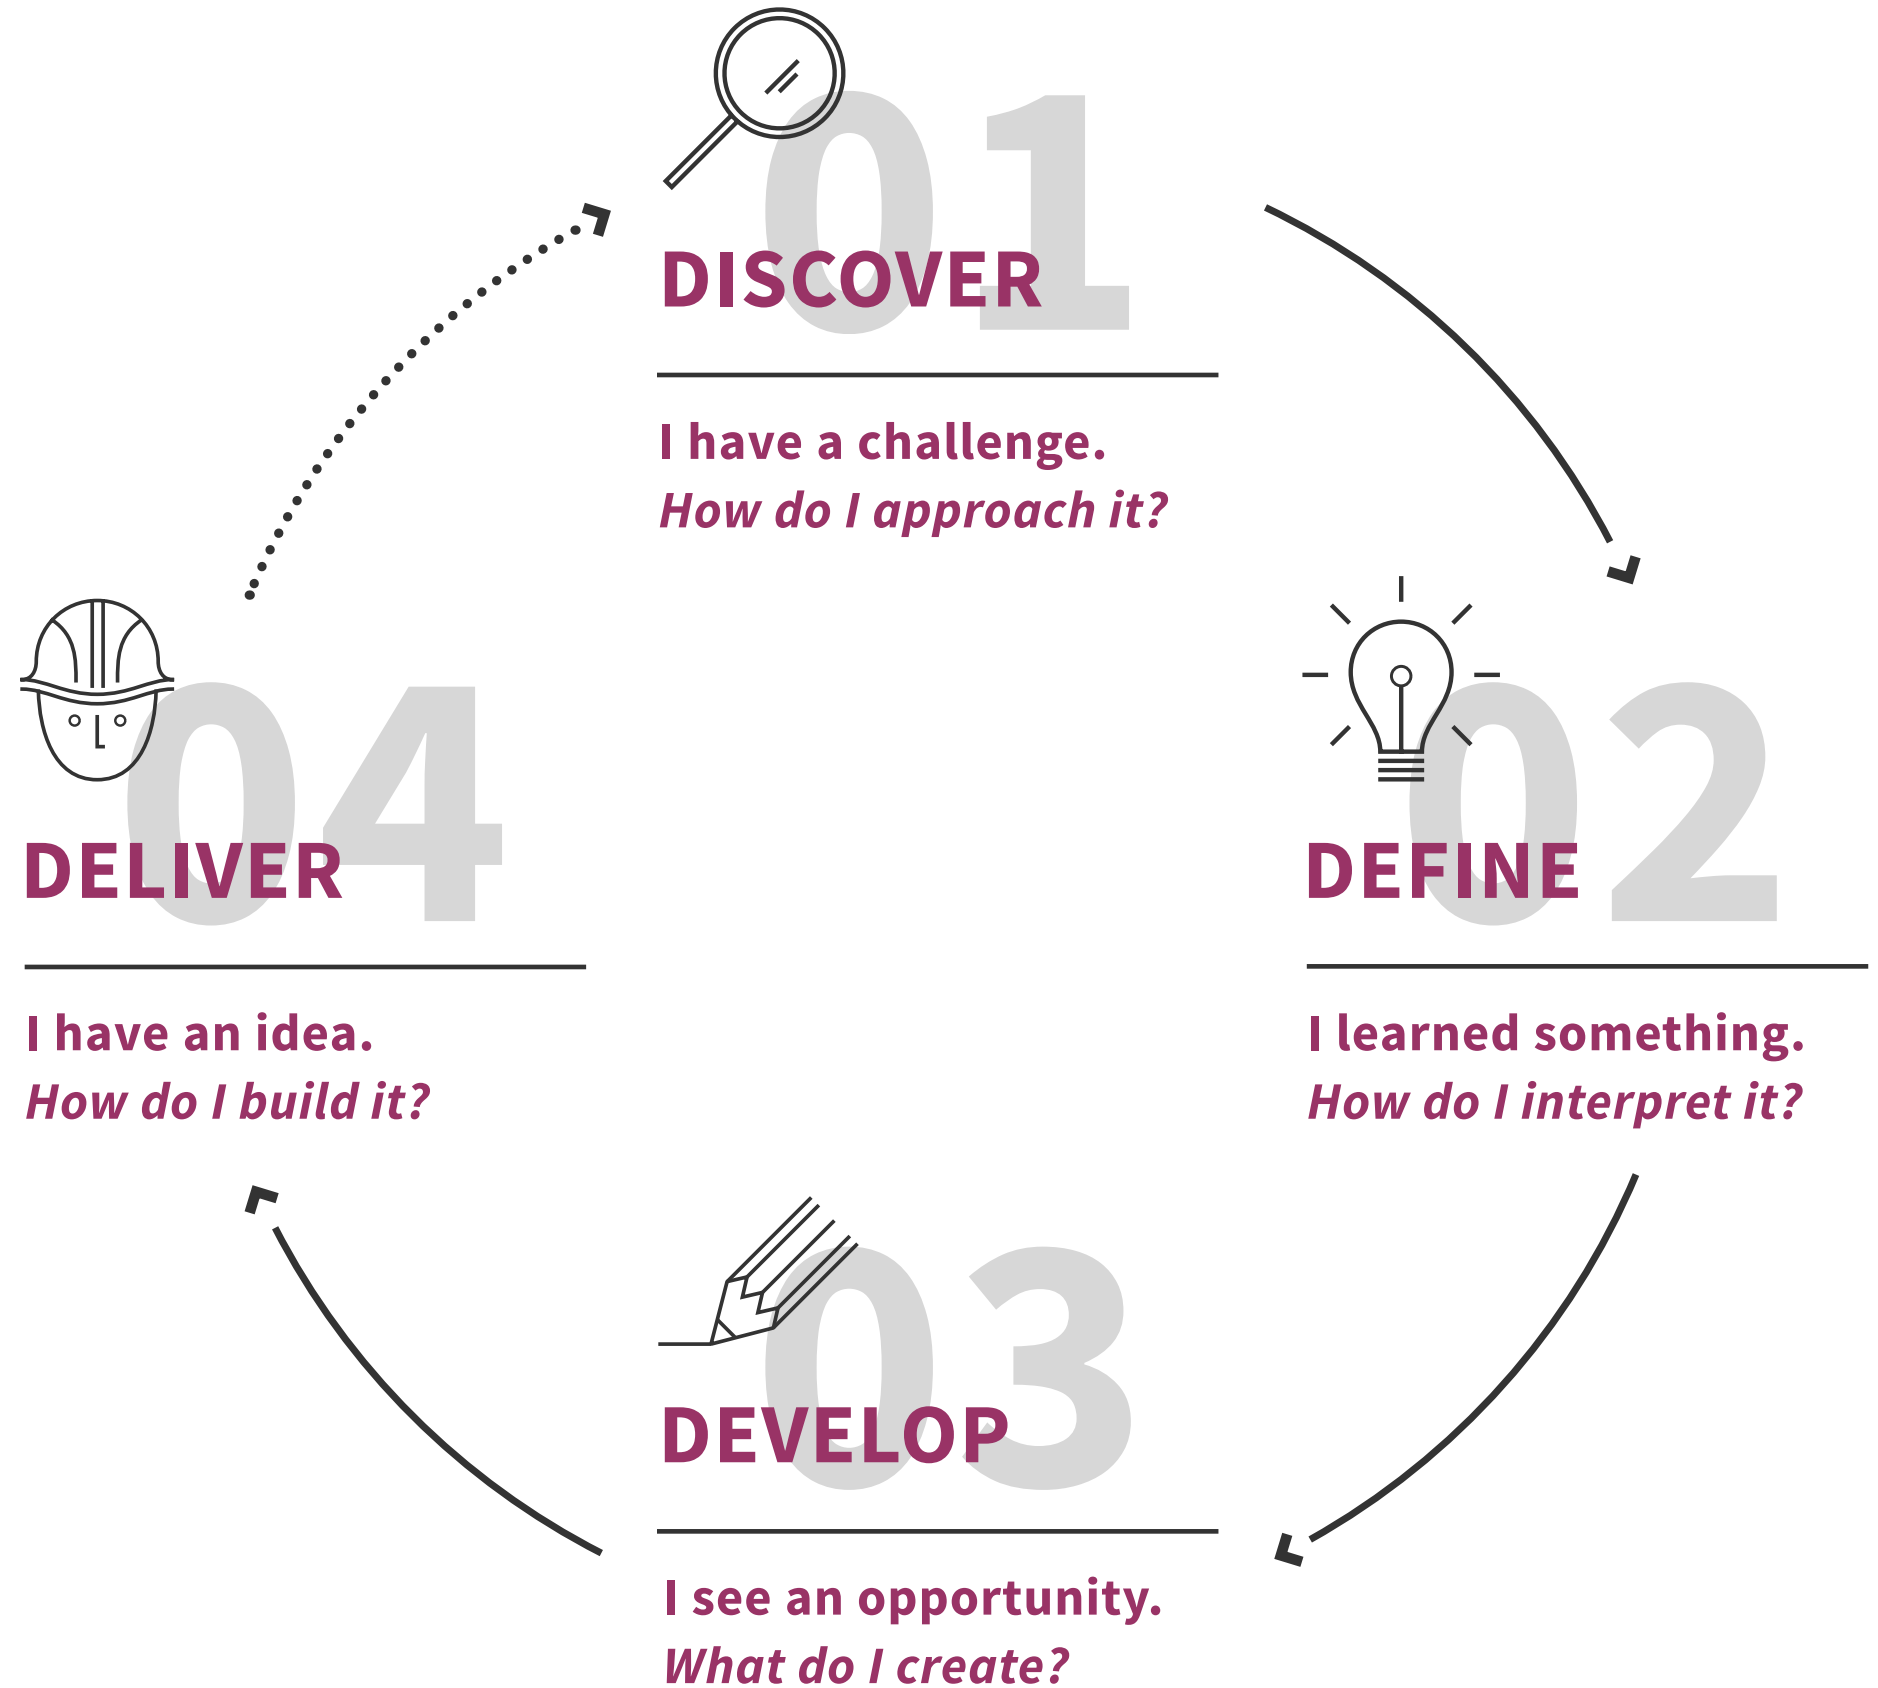 01
DISCOVER
I have a challenge.
How do I approach it?
02
DEFINE
I learned something.
How do I interpret it?
03
DEVELOP
I see an opportunity.
What do I create?
04
DELIVER
I have an idea.
How do I build it?